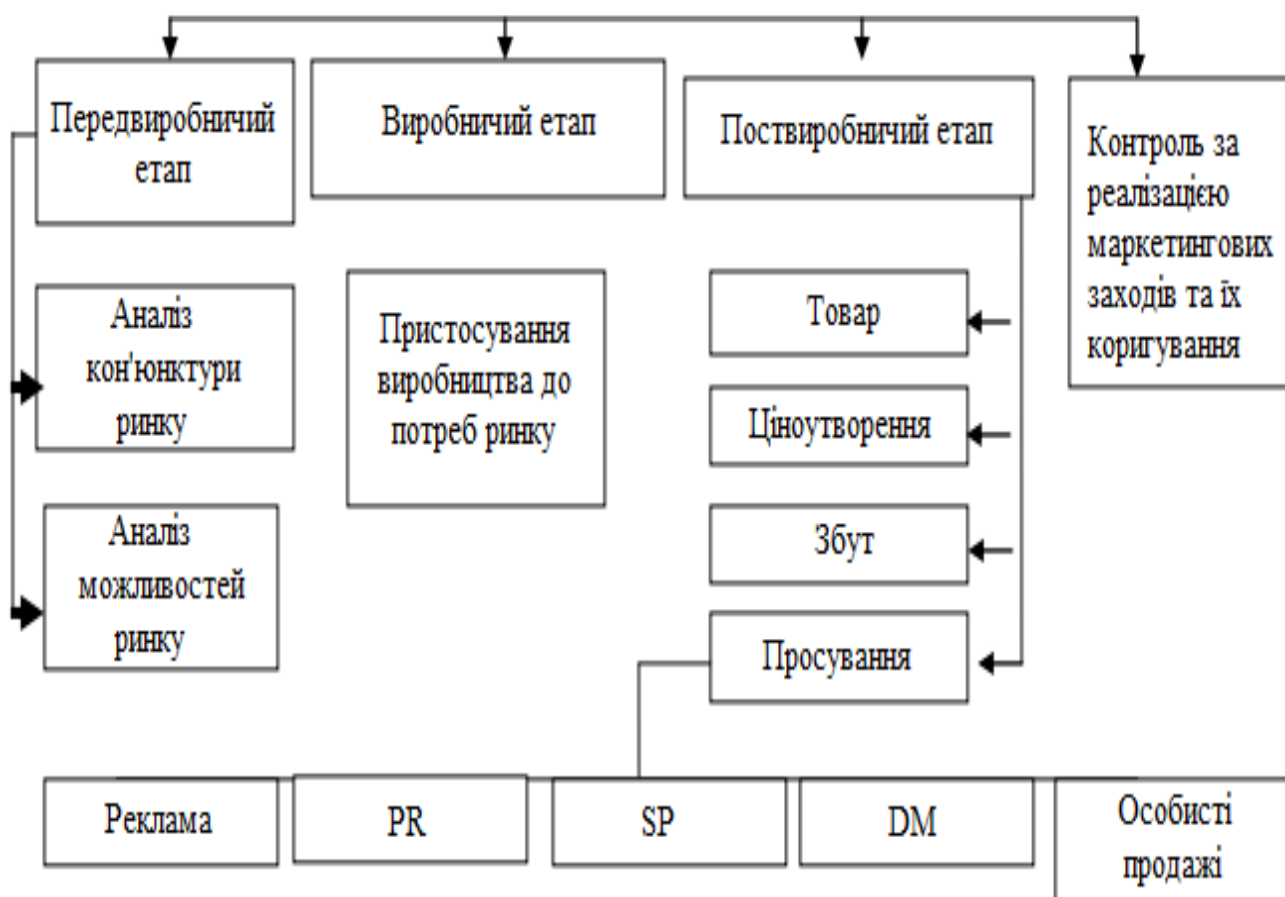 Передвиробничий
етап
Виробничий етап
Поствиробничий етап
Контроль за
реалізацією
маркетингових
заходів та їх
коригування
Аналіз
кон'юнктури
ринку
Пристосування
виробництва до
потреб ринку
Товар
Ціноутворення
Аналіз
можливостей
ринку
Збут
Просування
Реклама
PR
SP
DM
Особисті
продажі